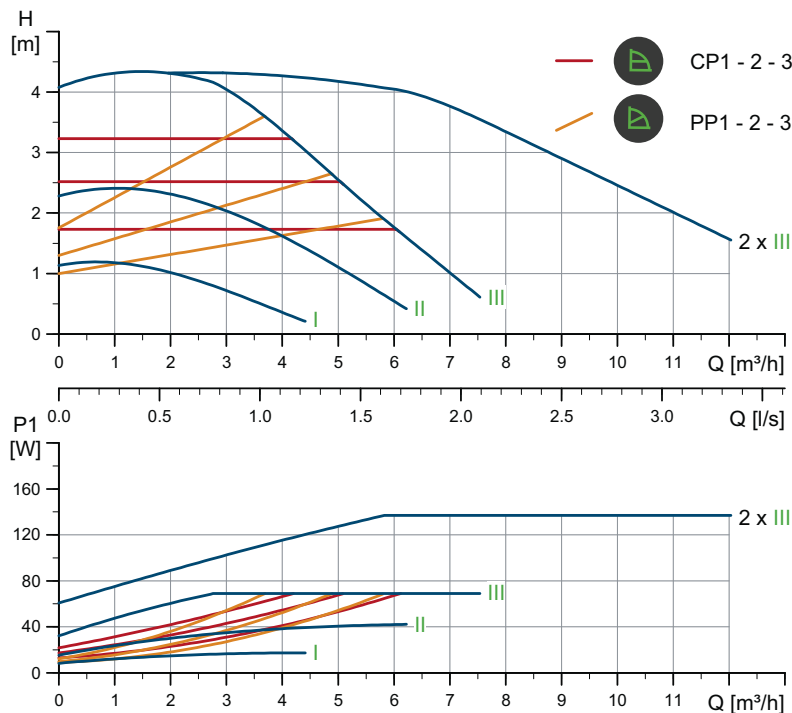 H
[m]
CP1 - 2 - 3
PP1 - 2 - 3
4
3
2
1
0
2 x III
III
II
I
0 1 2 3 4 5 6 7 8 9 10 11 Q [m³/h]
0.0 0.5 1.0 1.5 2.0 2.5 3.0 Q [l/s]
P1
[W]
160
120
80
40
0
2 x III
III
II
I
0 1 2 3 4 5 6 7 8 9 10 11 Q [m³/h]